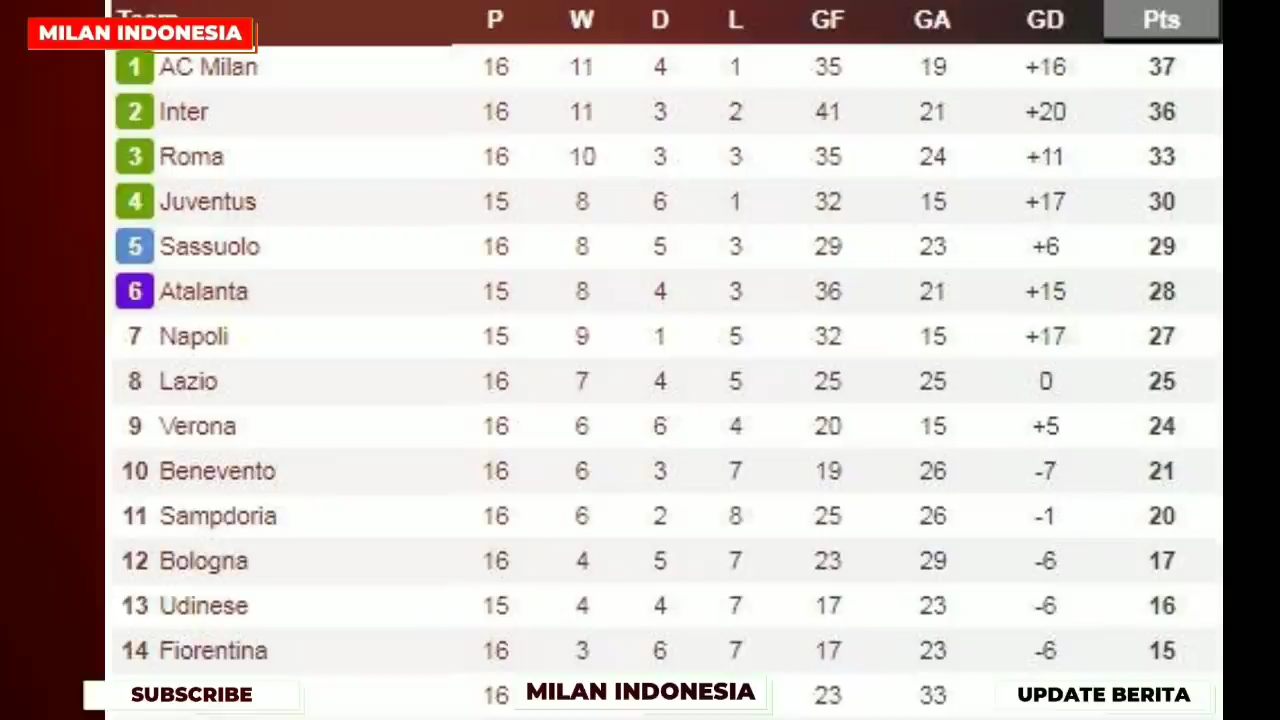 Team P W D L GF GA GD Pts
MILAN INDONESIA
1 AC Milan 16 11 4 1 35 19 +16 37
2 Inter 16 11 3 2 41 21 +20 36
3 Roma 16 10 3 3 35 24 +11 33
4 Juventus 15 8 6 1 32 15 +17 30
5 Sassuolo 16 8 5 3 29 23 +6 29
6 Atalanta 15 8 4 3 36 21 +15 28
7 Napoli 15 9 1 5 32 15 +17 27
8 Lazio 16 7 4 5 25 25 0 25
9 Verona 16 6 6 4 20 15 +5 24
10 Benevento 16 6 3 7 19 26 -7 21
11 Sampdoria 16 6 2 8 25 26 -1 20
12 Bologna 16 4 5 7 23 29 -6 17
13 Udinese 15 4 4 7 17 23 -6 16
14 Fiorentina 16 3 6 7 17 23 -6 15
SUBSCRIBE 16 MILAN INDONESIA 23 33 UPDATE BERITA